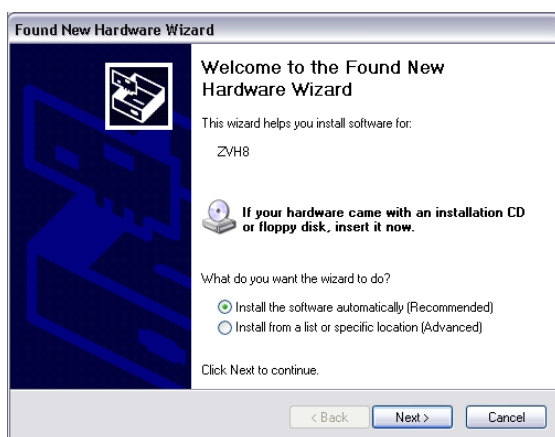 Found New Hardware Wizard
Welcome to the Found New
Hardware Wizard
This wizard helps you install software for:
ZVH8
If your hardware came with an installation CD
or floppy disk, insert it now.
What do you want the wizard to do?
Install the software automatically (Recommended)
Install from a list or specific location (Advanced)
Click Next to continue.
< Back
Next >
Cancel